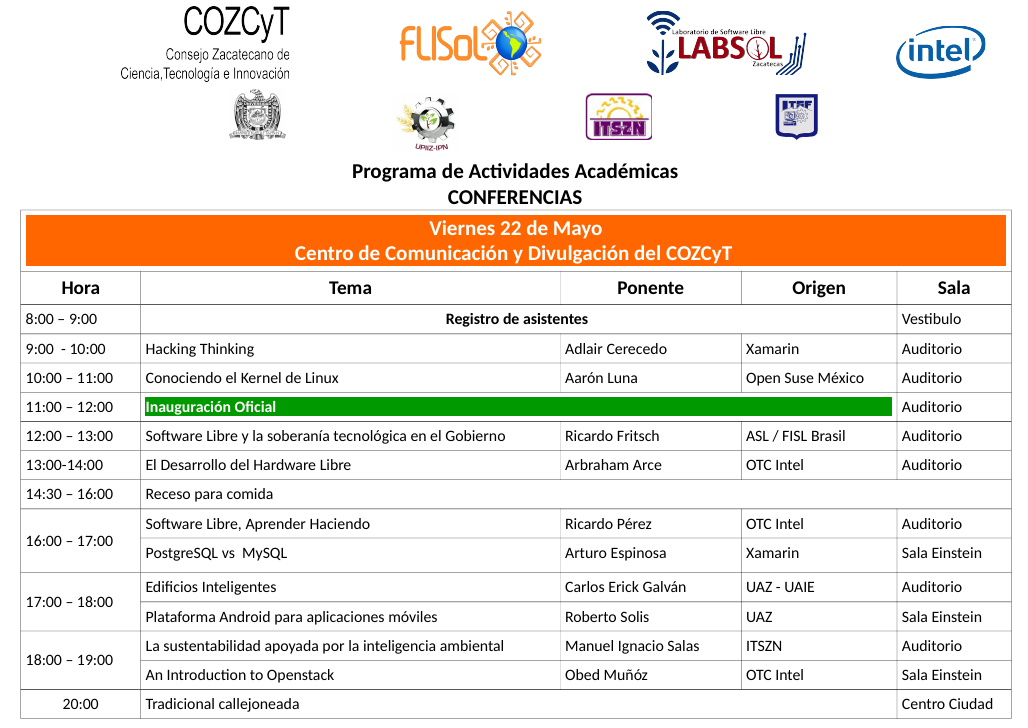 COZCyT
Consejo Zacatecano de
Ciencia,Tecnología e Innovación
FLISol
Laboratorio de Software Libre
LABSOL
Zacatecas
intel
UPIIZ-IPN
ITSZN
ITSF
Programa de Actividades Académicas
CONFERENCIAS
Viernes 22 de Mayo
Centro de Comunicación y Divulgación del COZCyT
Hora Tema Ponente Origen Sala
8:00 – 9:00 Registro de asistentes Vestibulo
9:00 - 10:00 Hacking Thinking Adlair Cerecedo Xamarin Auditorio
10:00 – 11:00 Conociendo el Kernel de Linux Aarón Luna Open Suse México Auditorio
11:00 – 12:00 Inauguración Oficial Auditorio
12:00 – 13:00 Software Libre y la soberanía tecnológica en el Gobierno Ricardo Fritsch ASL / FISL Brasil Auditorio
13:00-14:00 El Desarrollo del Hardware Libre Arbraham Arce OTC Intel Auditorio
14:30 – 16:00 Receso para comida
16:00 – 17:00 Software Libre, Aprender Haciendo Ricardo Pérez OTC Intel Auditorio
PostgreSQL vs  MySQL Arturo Espinosa Xamarin Sala Einstein
17:00 – 18:00 Edificios Inteligentes Carlos Erick Galván UAZ - UAIE Auditorio
Plataforma Android para aplicaciones móviles Roberto Solis UAZ Sala Einstein
18:00 – 19:00 La sustentabilidad apoyada por la inteligencia ambiental Manuel Ignacio Salas ITSZN Auditorio
An Introduction to Openstack Obed Muñóz OTC Intel Sala Einstein
20:00 Tradicional callejoneada Centro Ciudad